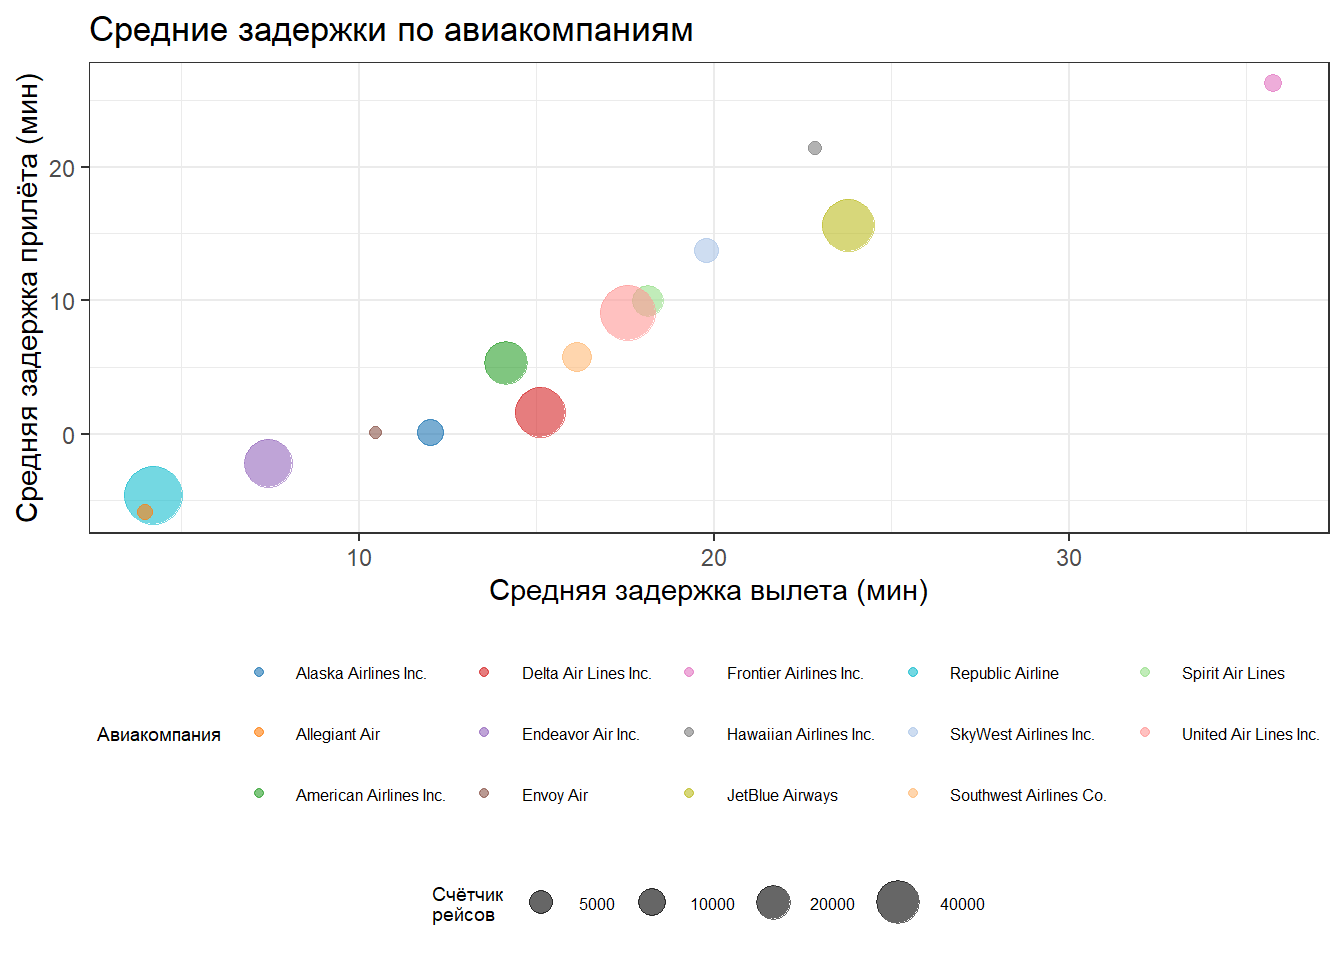 Средние задержки по авиакомпаниям
Средняя задержка прилёта (мин)
20
10
0
10
20
30
Средняя задержка вылета (мин)
Авиакомпания
Alaska Airlines Inc.
Delta Air Lines Inc.
Frontier Airlines Inc.
Republic Airline
Spirit Air Lines
Allegiant Air
Endeavor Air Inc.
Hawaiian Airlines Inc.
SkyWest Airlines Inc.
United Air Lines Inc.
American Airlines Inc.
Envoy Air
JetBlue Airways
Southwest Airlines Co.
Счётчик
рейсов
5000
10000
20000
40000